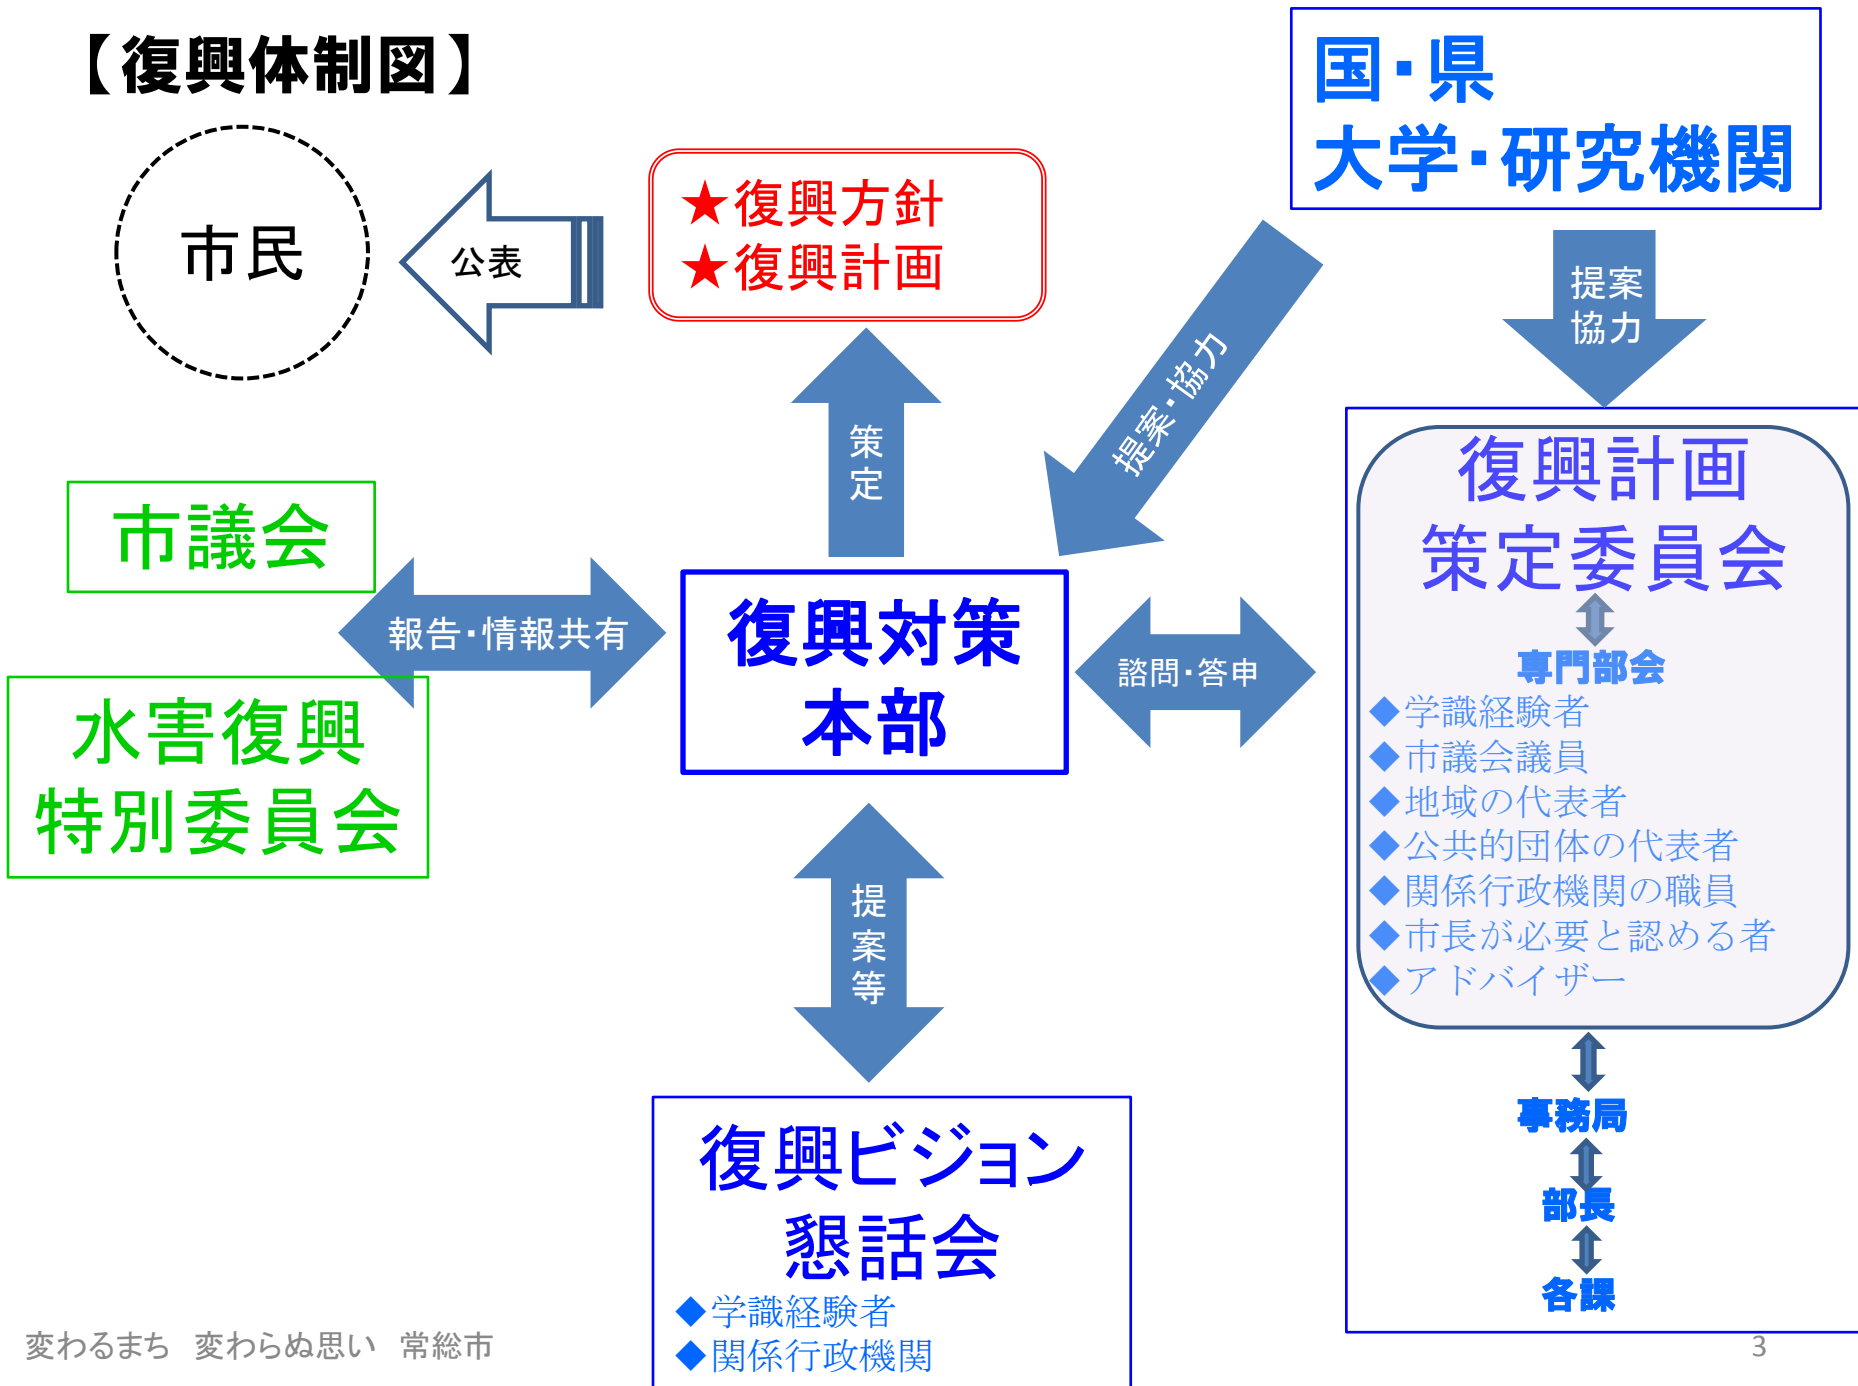 【復興体制図】
国・県
大学・研究機関
市民
公表
★復興方針
★復興計画
提案
協力
提案・協力
策
定
市議会
報告・情報共有
水害復興
特別委員会
復興対策
本部
諮問・答申
復興計画
策定委員会
専門部会
◆学識経験者
◆市議会議員
◆地域の代表者
◆公共的団体の代表者
◆関係行政機関の職員
◆市長が必要と認める者
◆アドバイザー
事務局
部長
各課
提
案
等
復興ビジョン
懇話会
◆学識経験者
◆関係行政機関
変わるまち 変わらぬ思い 常総市
3